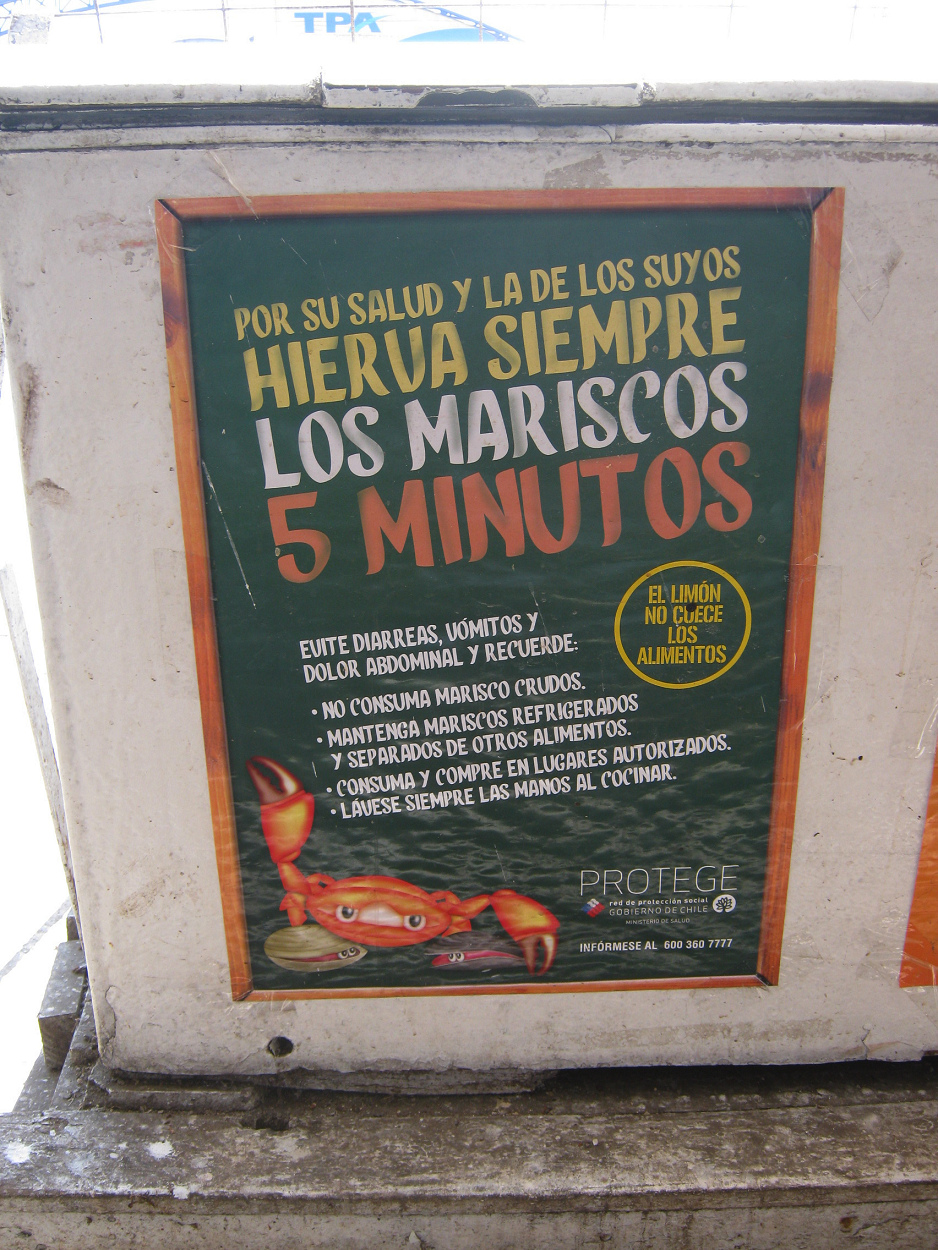 TPA
POR SU SALUD Y LA DE LOS SUYOS
HIERVA SIEMPRE
LOS MARISCOS
5 MINUTOS
EL LIMÓN
NO CUECE
LOS
ALIMENTOS
EVITE DIARREAS, VÓMITOS Y
DOLOR ABDOMINAL Y RECUERDE:
• NO CONSUMA MARISCO CRUDOS.
• MANTENGA MARISCOS REFRIGERADOS
Y SEPARADOS DE OTROS ALIMENTOS.
• CONSUMA Y COMPRE EN LUGARES AUTORIZADOS.
• LÁVESE SIEMPRE LAS MANOS AL COCINAR.
PROTEGE
red de protección social
GOBIERNO DE CHILE
MINISTERIO DE SALUD
INFÓRMESE AL 600 360 7777